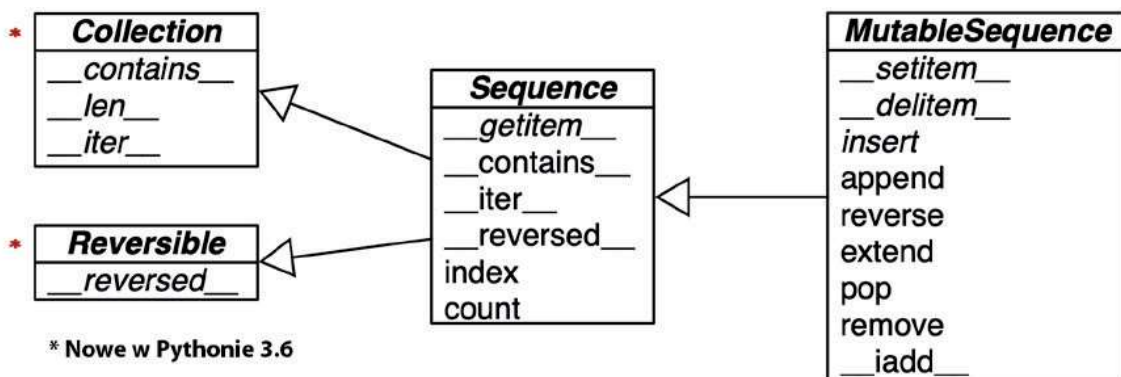 *
Collection
__contains__
__len__
__iter__
*
Reversible
__reversed__
* Nowe w Pythonie 3.6
Sequence
__getitem__
__contains__
__iter__
__reversed__
index
count
MutableSequence
__setitem__
__delitem__
insert
append
reverse
extend
pop
remove
__iadd__